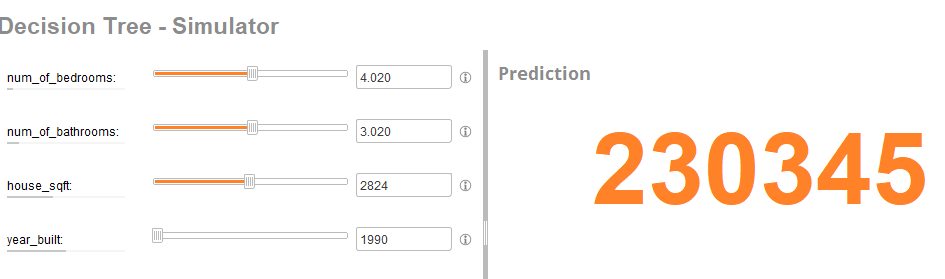 Decision Tree - Simulator
num_of_bedrooms: 4.020
num_of_bathrooms: 3.020
house_sqft: 2824
year_built: 1990
Prediction
230345